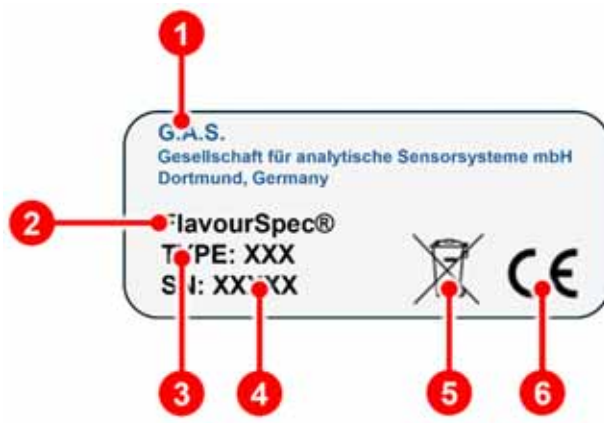 1
G.A.S.
Gesellschaft für analytische Sensorsysteme mbH
Dortmund, Germany
2
FlavourSpec®
TYPE: XXX
SN: XXXXX
CE
3 4 5 6